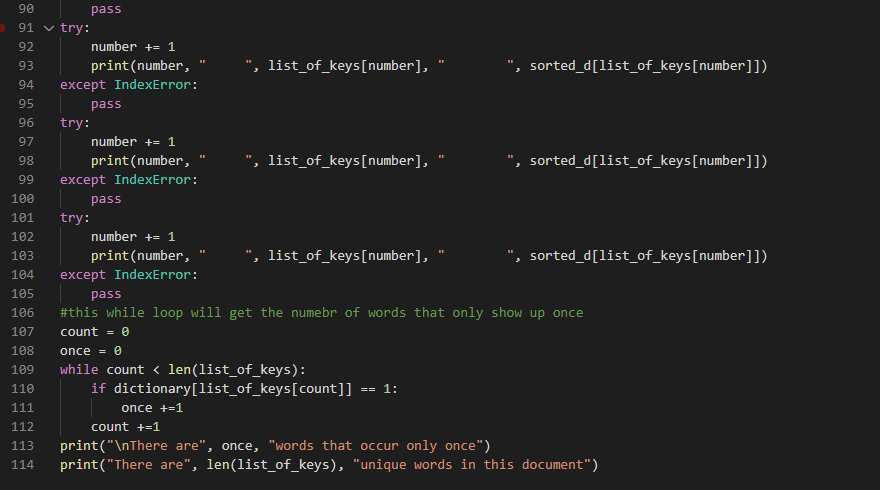 90 pass
91 try:
92 number += 1
93 print(number, "     ", list_of_keys[number], "        ", sorted_d[list_of_keys[number]])
94 except IndexError:
95 pass
96 try:
97 number += 1
98 print(number, "     ", list_of_keys[number], "        ", sorted_d[list_of_keys[number]])
99 except IndexError:
100 pass
101 try:
102 number += 1
103 print(number, "     ", list_of_keys[number], "        ", sorted_d[list_of_keys[number]])
104 except IndexError:
105 pass
106 #this while loop will get the numebr of words that only show up once
107 count = 0
108 once = 0
109 while count < len(list_of_keys):
110 if dictionary[list_of_keys[count]] == 1:
111 once +=1
112 count +=1
113 print("\nThere are", once, "words that occur only once")
114 print("There are", len(list_of_keys), "unique words in this document")